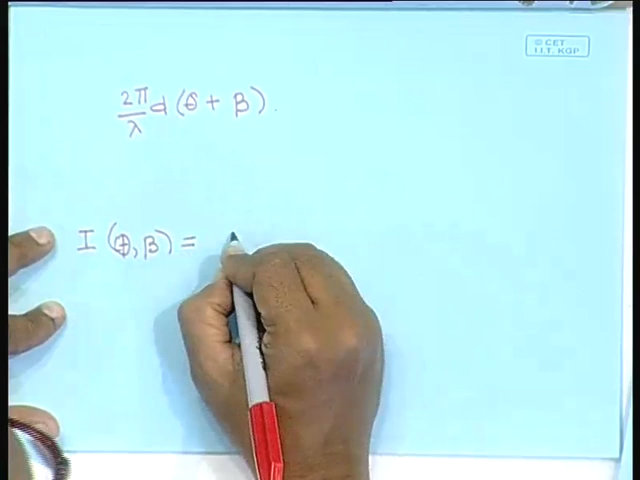 © CET
I.I.T. KGP
2π/λ d (θ + β).
I (θ, β) =